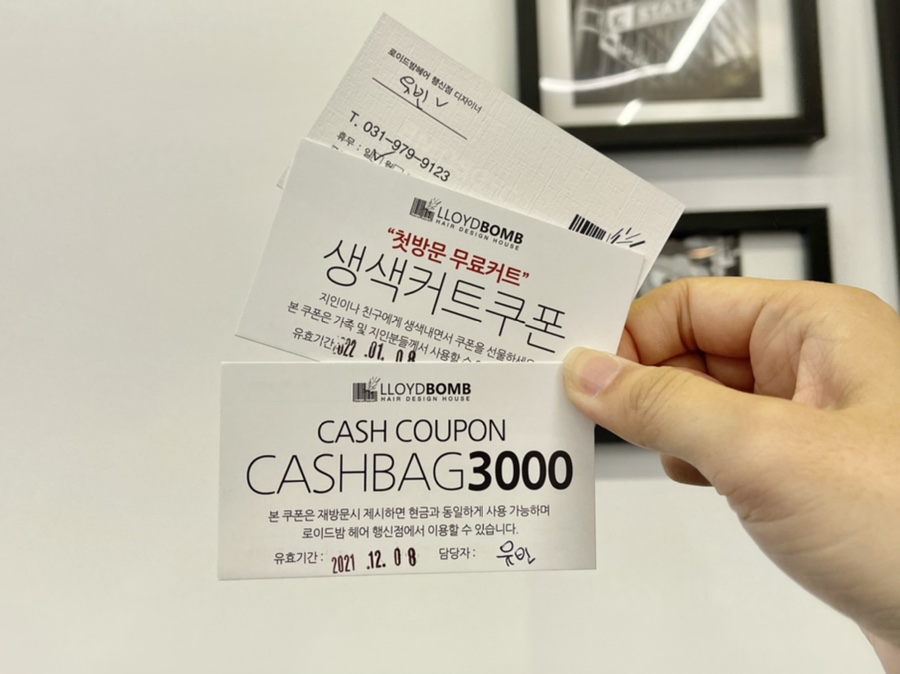 로이드밤헤어 행신점 디자이너
유빈
T. 031-979-9123
휴무 : 일
LLOYDBOMB
HAIR DESIGN HOUSE
"첫방문 무료커트"
생색커트쿠폰
지인이나 친구에게 생색내면서 쿠폰을 선물하세요
본 쿠폰은 가족 및 지인분들께서 사용할 수
유효기간 2022 .01. 08
LLOYDBOMB
HAIR DESIGN HOUSE
CASH COUPON
CASHBAG3000
본 쿠폰은 재방문시 제시하면 현금과 동일하게 사용 가능하며
로이드밤 헤어 행신점에서 이용할 수 있습니다.
유효기간 : 2021 .12. 08 담당자 : 유빈